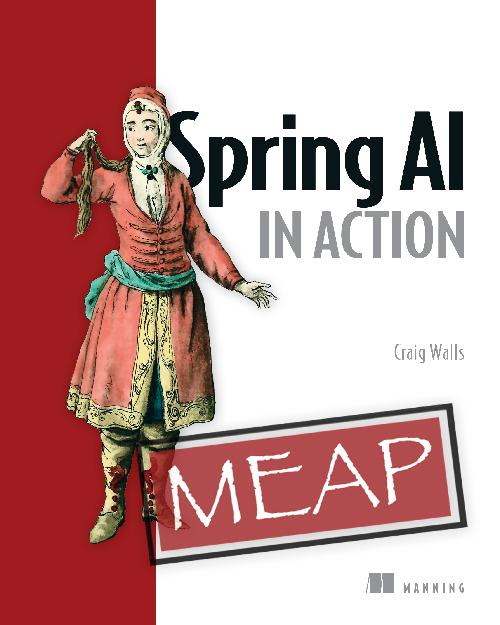 Spring AI
IN ACTION
Craig Walls
MEAP
MANNING